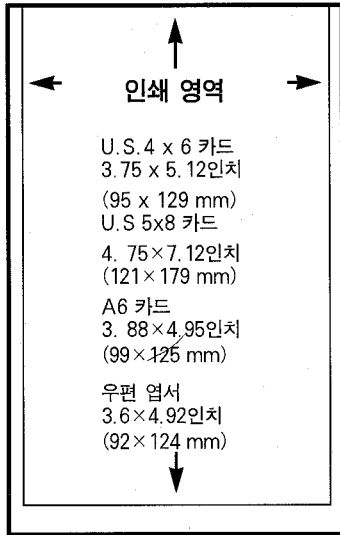 인쇄 영역
U.S.4 x 6 카드
3.75 x 5.12인치
(95 x 129 mm)
U.S 5x8 카드
4. 75×7.12인치
(121×179 mm)
A6 카드
3. 88×4.95인치
(99×125 mm)
우편 엽서
3.6×4.92인치
(92×124 mm)